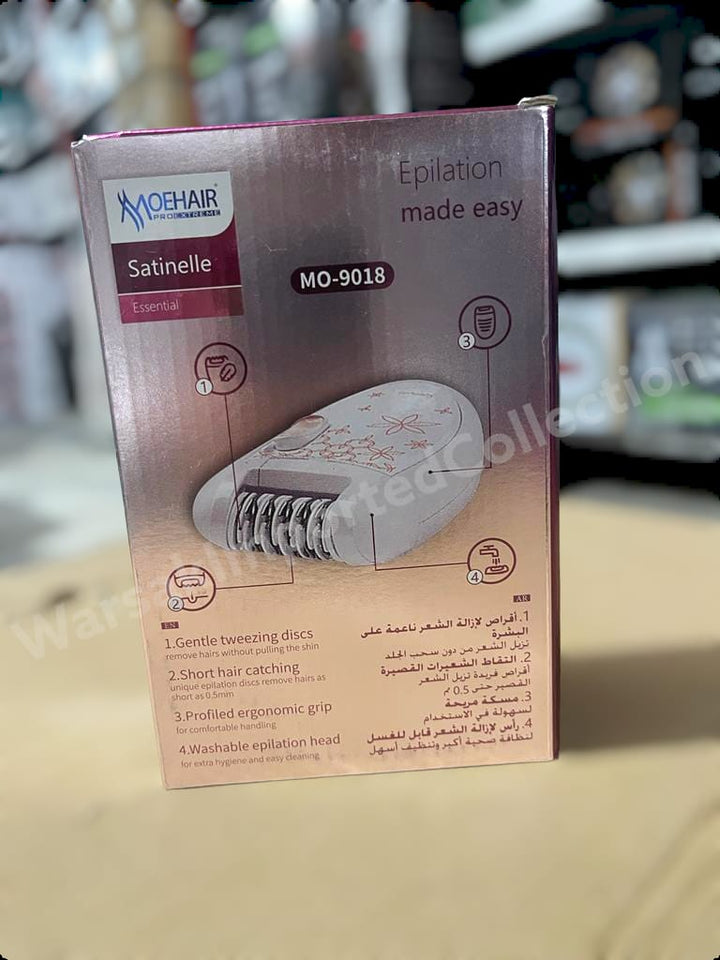 MOEHAIR®
PROEXTREME
Satinelle
Essential
Epilation
made easy
MO-9018
1
3
2
4
EN
1.Gentle tweezing discs
remove hairs without pulling the shin
2.Short hair catching
unique epilation discs remove hairs as
short as 0.5mm
3.Profiled ergonomic grip
for comfortable handling
4.Washable epilation head
for extra hygiene and easy cleaning
AR
1. أقراص لإزالة الشعر ناعمة على
البشرة
تزيل الشعر من دون سحب الجلد
2. التقاط الشعيرات القصيرة
أقراص فريدة تزيل الشعر
القصير حتى 0.5 م
3. مسكة مريحة
لسهولة في الاستخدام
4. رأس لإزالة الشعر قابل للغسل
لنظافة صحية أكبر وتنظيف أسهل